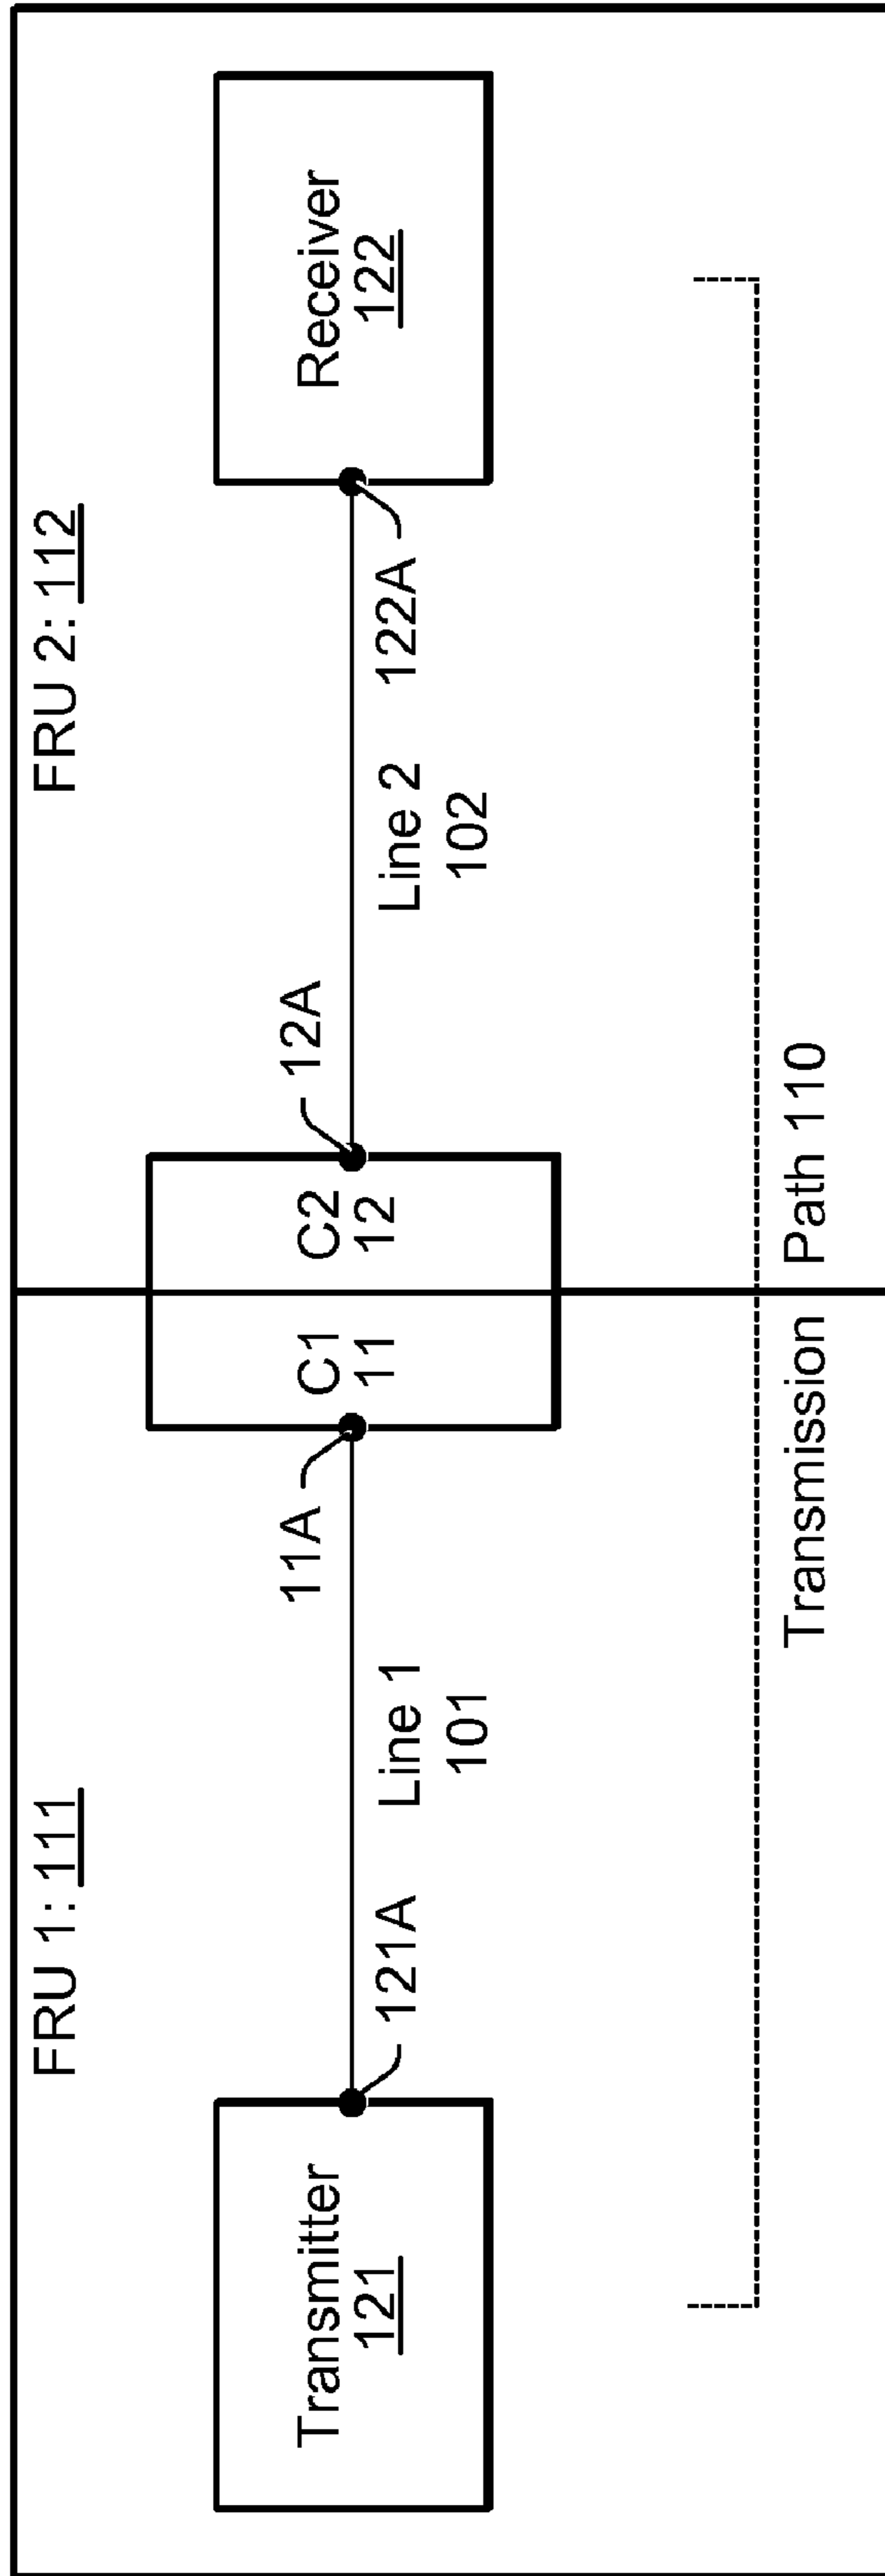 FRU 1: 111
FRU 2: 112
Transmitter
121
121A
Line 1
101
11A
C1
11
C2
12
12A
Line 2
102
122A
Receiver
122
Transmission Path 110